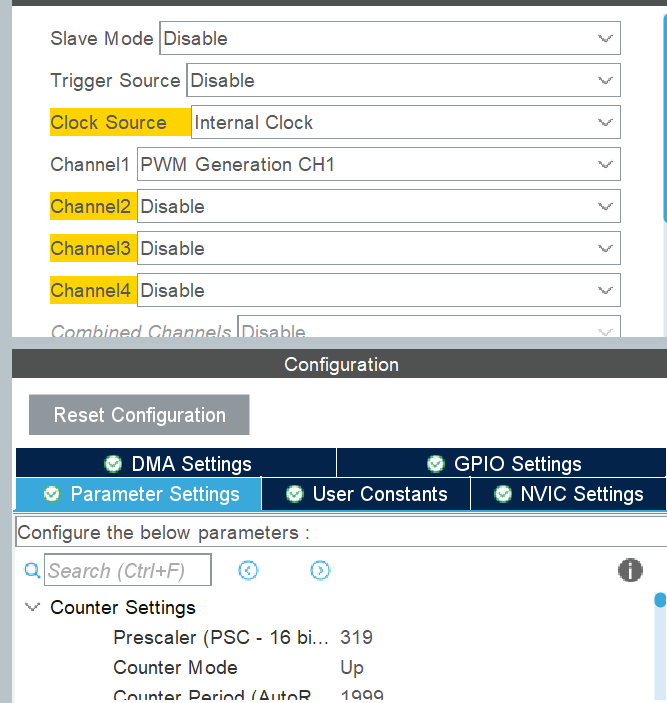 Slave Mode Disable
Trigger Source Disable
Clock Source Internal Clock
Channel1 PWM Generation CH1
Channel2 Disable
Channel3 Disable
Channel4 Disable
Combined Channels Disable
Configuration
Reset Configuration
DMA Settings GPIO Settings
Parameter Settings User Constants NVIC Settings
Configure the below parameters :
Search (Ctrl+F)
Counter Settings
Prescaler (PSC - 16 bi... 319
Counter Mode Up
Counter Period (AutoR... 1999